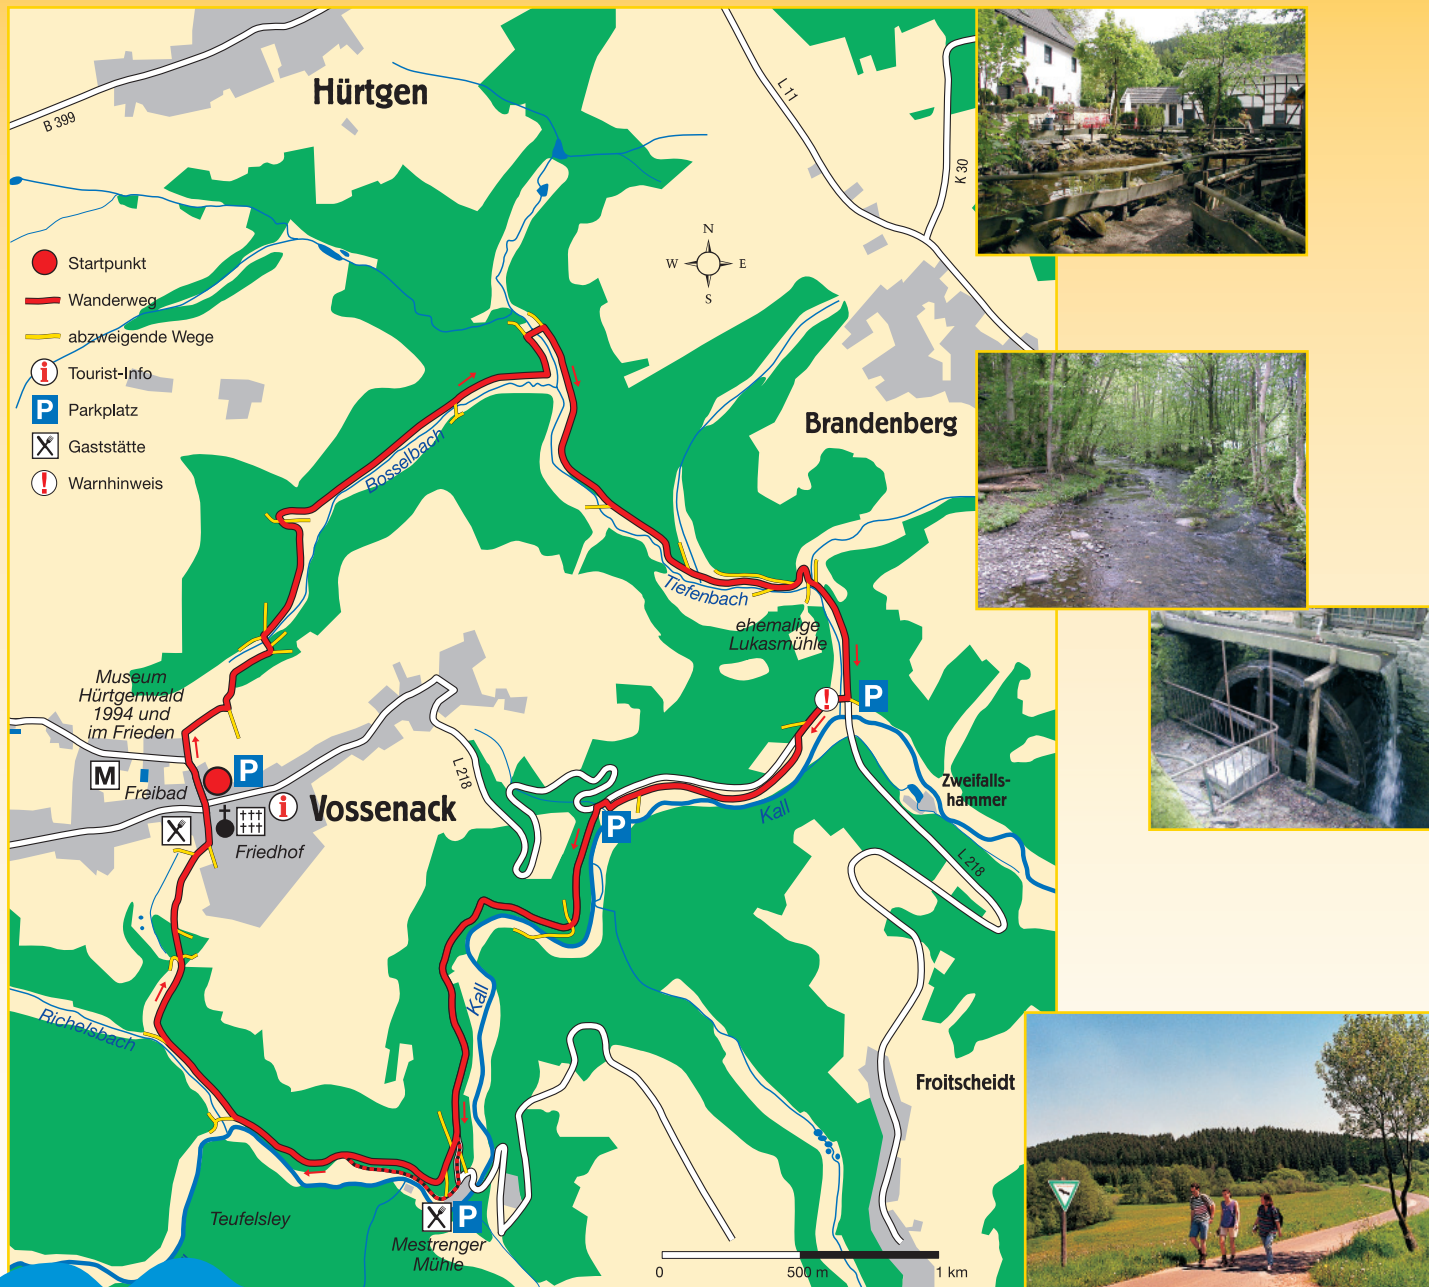 Hürtgen
B 399
L 11
K 30
N
W
E
S
Startpunkt
Wanderweg
abzweigende Wege
i Tourist-Info
P Parkplatz
Gaststätte
! Warnhinweis
Brandenberg
Bosselbach
Tiefenbach
ehemalige
Lukasmühle
Museum
Hürtgenwald
1994 und
im Frieden
!
P
P
M
Freibad
i
Vossenack
L 218
Friedhof
P
Kall
Zweifalls-
hammer
L 218
Kall
Richelsbach
Froitscheidt
Teufelsley
P
Mestrenger
Mühle
0
500 m
1 km